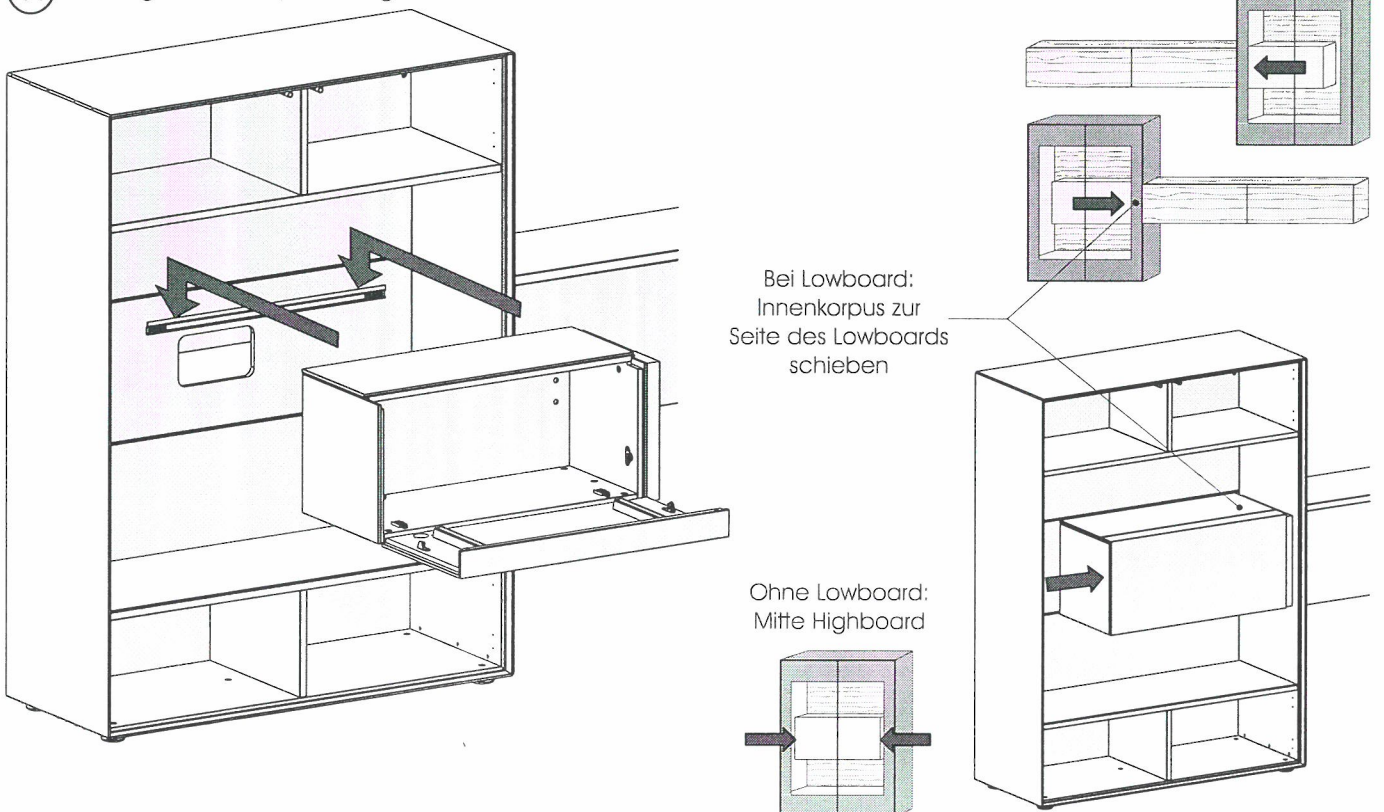 Bei Lowboard:
Innenkorpus zur
Seite des Lowboards
schieben
Ohne Lowboard:
Mitte Highboard